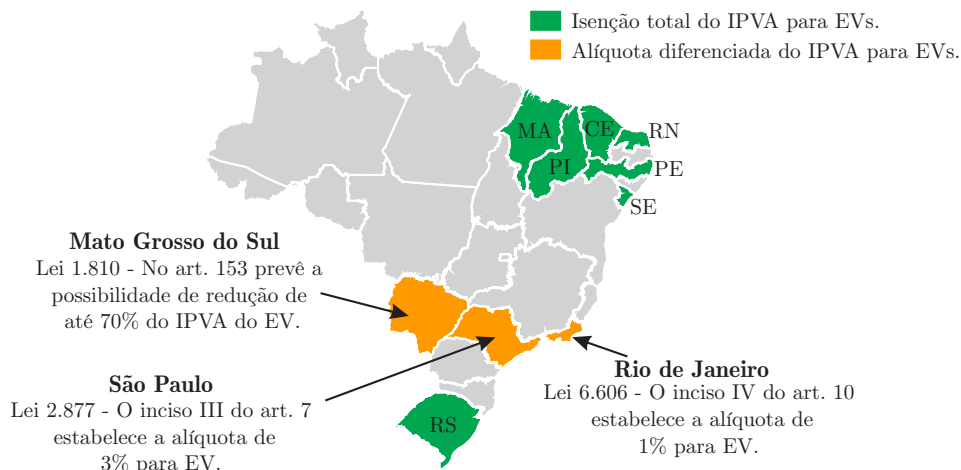 Isenção total do IPVA para EVs.
Alíquota diferenciada do IPVA para EVs.
MA
CE
RN
PI
PE
SE
Mato Grosso do Sul
Lei 1.810 - No art. 153 prevê a
possibilidade de redução de
até 70% do IPVA do EV.
São Paulo
Lei 2.877 - O inciso III do art. 7
estabelece a alíquota de
3% para EV.
Rio de Janeiro
Lei 6.606 - O inciso IV do art. 10
estabelece a alíquota de
1% para EV.
RS